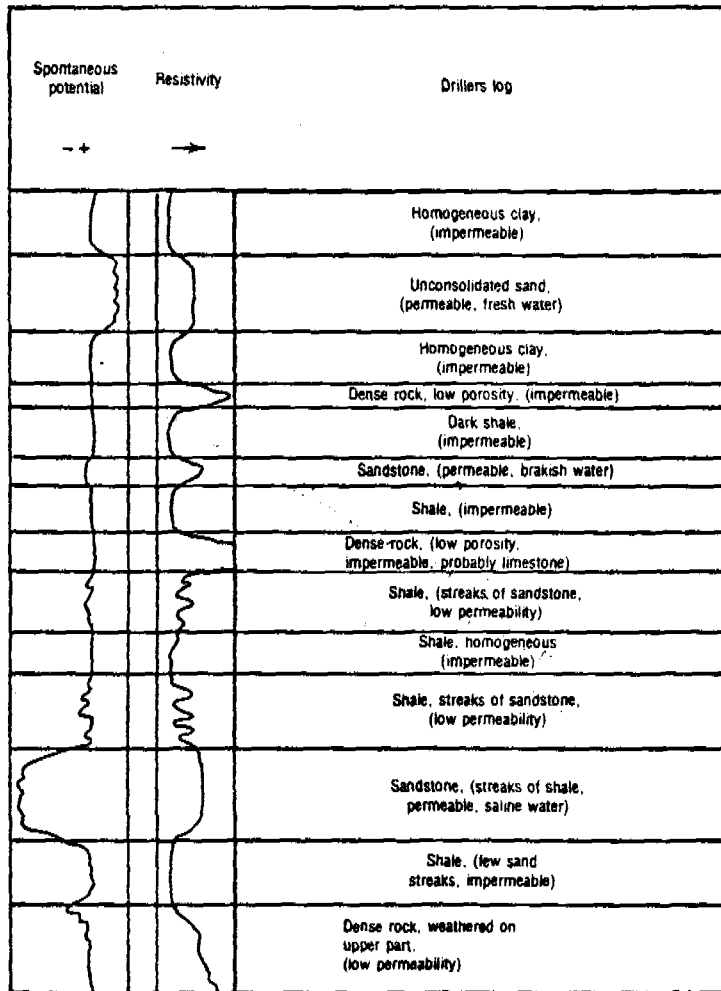 Spontaneous
potential
Resistivity
Drillers log
- +
Homogeneous clay,
(impermeable)
Unconsolidated sand,
(permeable, fresh water)
Homogeneous clay,
(impermeable)
Dense rock, low porosity, (impermeable)
Dark shale,
(impermeable)
Sandstone, (permeable, brakish water)
Shale, (impermeable)
Dense-rock, (low porosity,
impermeable, probably limestone)
Shale, (streaks of sandstone,
low permeability)
Shale, homogeneous
(impermeable)
Shale, streaks of sandstone,
(low permeability)
Sandstone, (streaks of shale,
permeable, saline water)
Shale, (few sand
streaks, impermeable)
Dense rock, weathered on
upper part.
(low permeability)